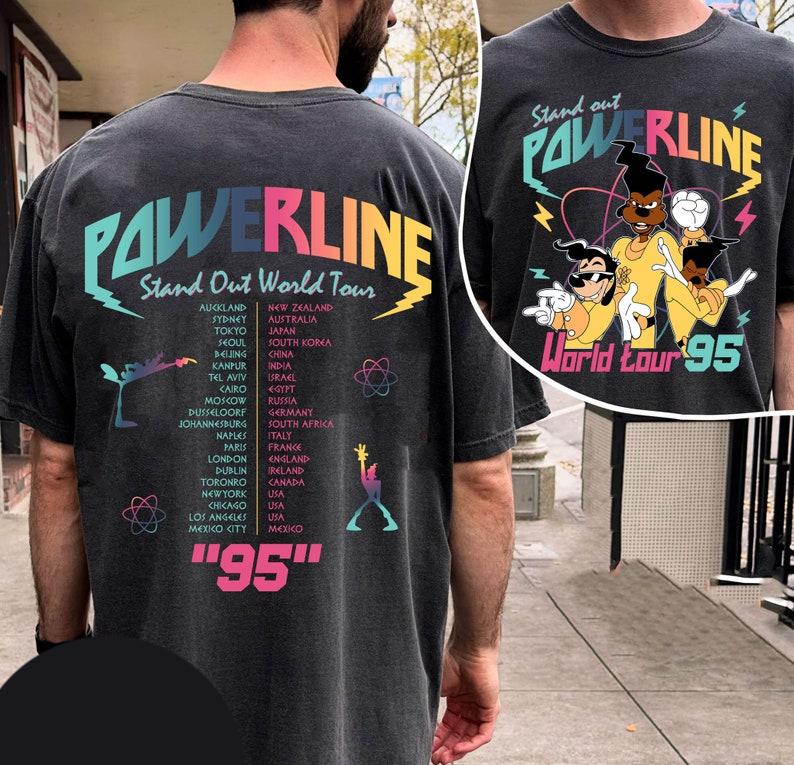 POWERLINE
Stand Out World Tour
AUCKLAND NEW ZEALAND
SYDNEY AUSTRALIA
TOKYO JAPAN
SEOUL SOUTH KOREA
BEIJING CHINA
KANPUR INDIA
TEL AVIV ISRAEL
CAIRO EGYPT
MOSCOW RUSSIA
DUSSELOORF GERMANY
JOHANNESBURG SOUTH AFRICA
NAPLES ITALY
PARIS FRANCE
LONDON ENGLAND
DUBLIN IRELAND
TORONRO CANADA
NEWYORK USA
CHICAGO USA
LOS ANGELES USA
MEXICO CITY MEXICO
"95"
Stand out
POWERLINE
World tour 95